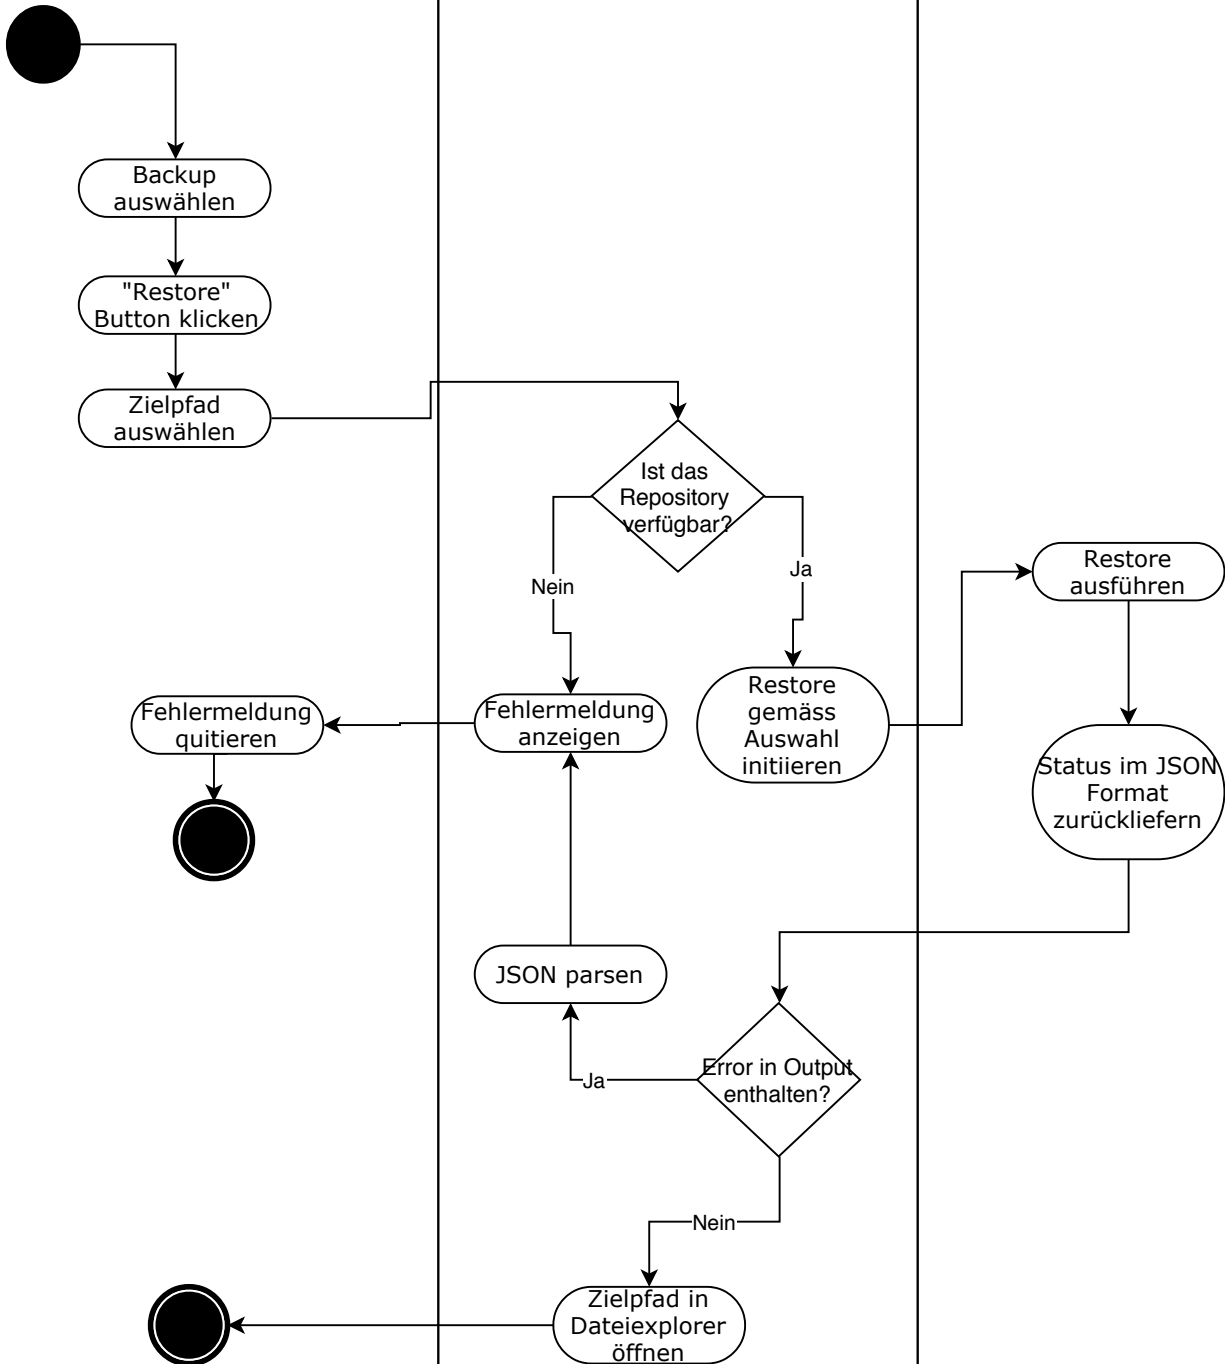 Backup
auswählen
"Restore"
Button klicken
Zielpfad
auswählen
Ist das
Repository
verfügbar?
Nein
Ja
Restore
ausführen
Fehlermeldung
quitieren
Fehlermeldung
anzeigen
Restore
gemäss
Auswahl
initiieren
Status im JSON
Format
zurückliefern
JSON parsen
Error in Output
enthalten?
Ja
Nein
Zielpfad in
Dateiexplorer
öffnen